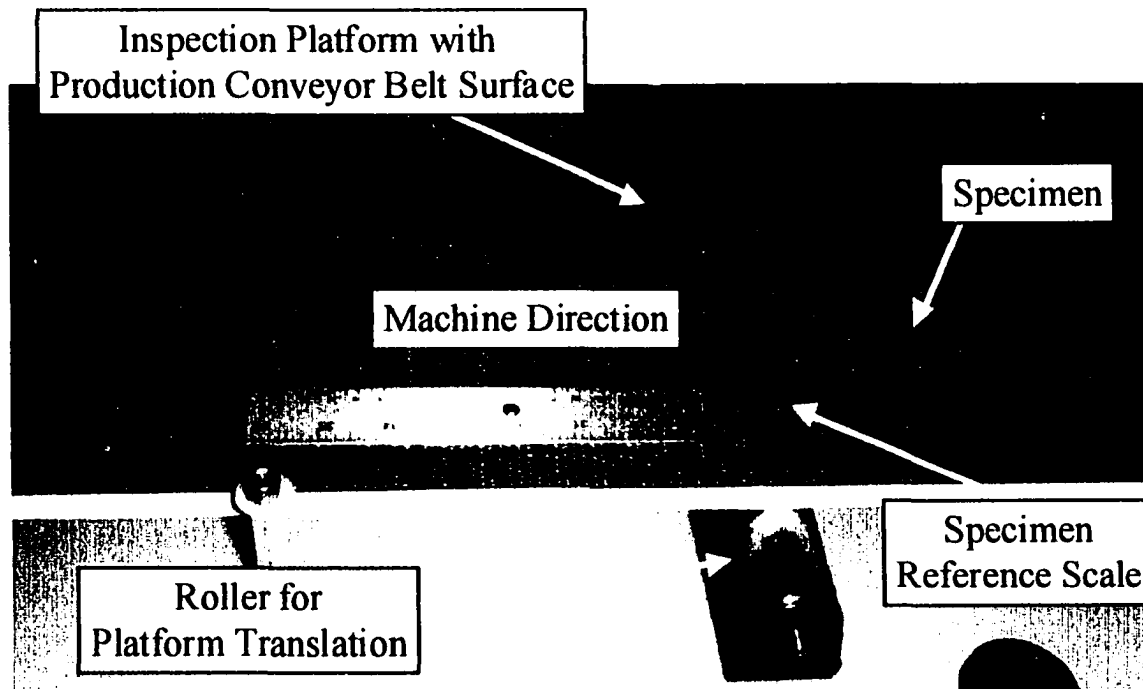 Inspection Platform with
Production Conveyor Belt Surface
Specimen
Machine Direction
Specimen
Reference Scale
Roller for
Platform Translation